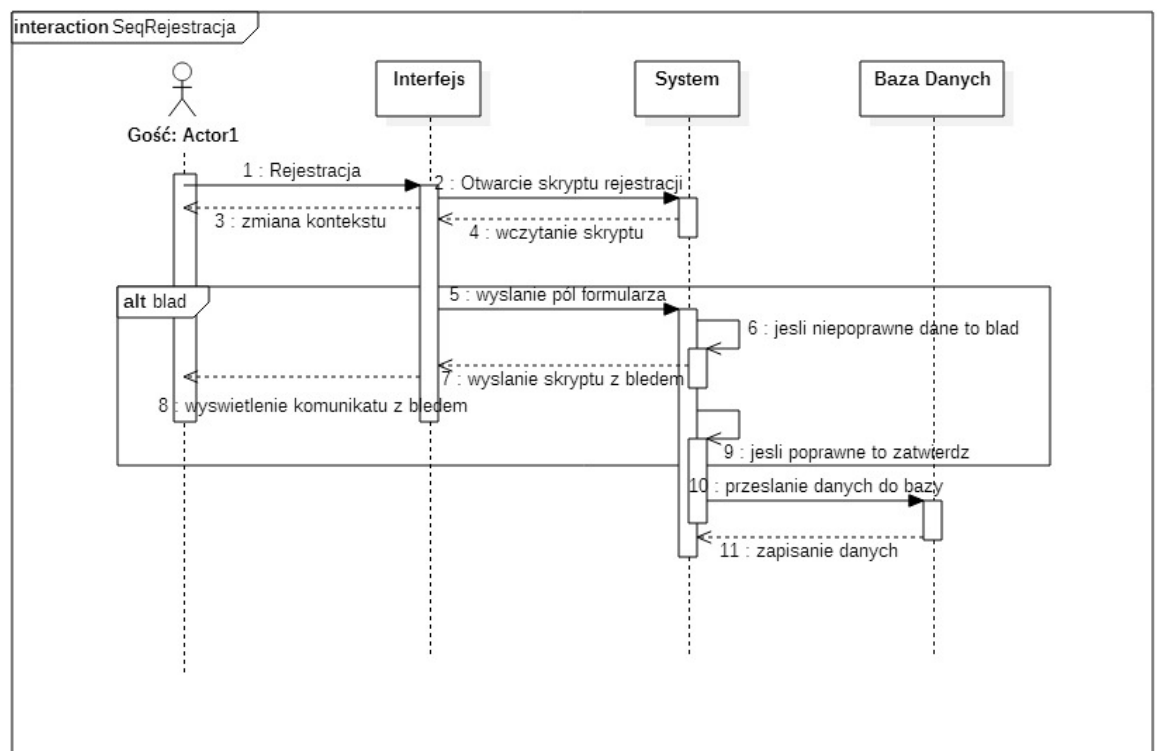 interaction SeqRejestracja
Interfejs
System
Baza Danych
Gość: Actor1
1 : Rejestracja
2 : Otwarcie skryptu rejestracji
3 : zmiana kontekstu
4 : wczytanie skryptu
alt blad
5 : wyslanie pól formularza
6 : jesli niepoprawne dane to blad
7 : wyslanie skryptu z bledem
8 : wyswietlenie komunikatu z bledem
9 : jesli poprawne to zatwierdz
10 : przeslanie danych do bazy
11 : zapisanie danych